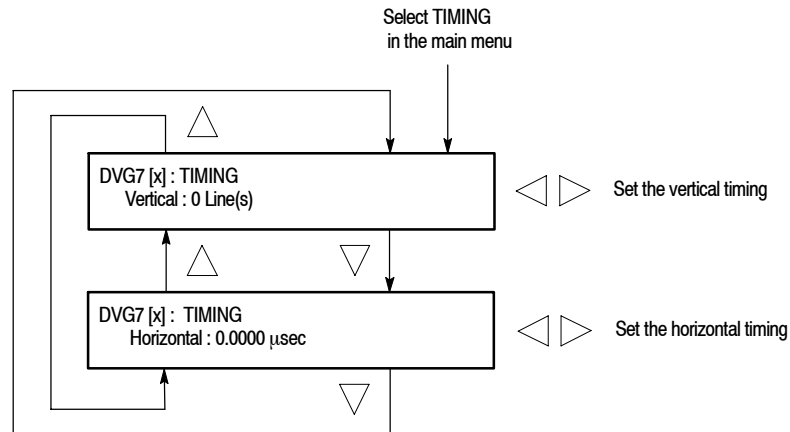 Select TIMING
in the main menu
DVG7 [x] : TIMING
Vertical : 0 Line(s)
Set the vertical timing
DVG7 [x] : TIMING
Horizontal : 0.0000 μsec
Set the horizontal timing